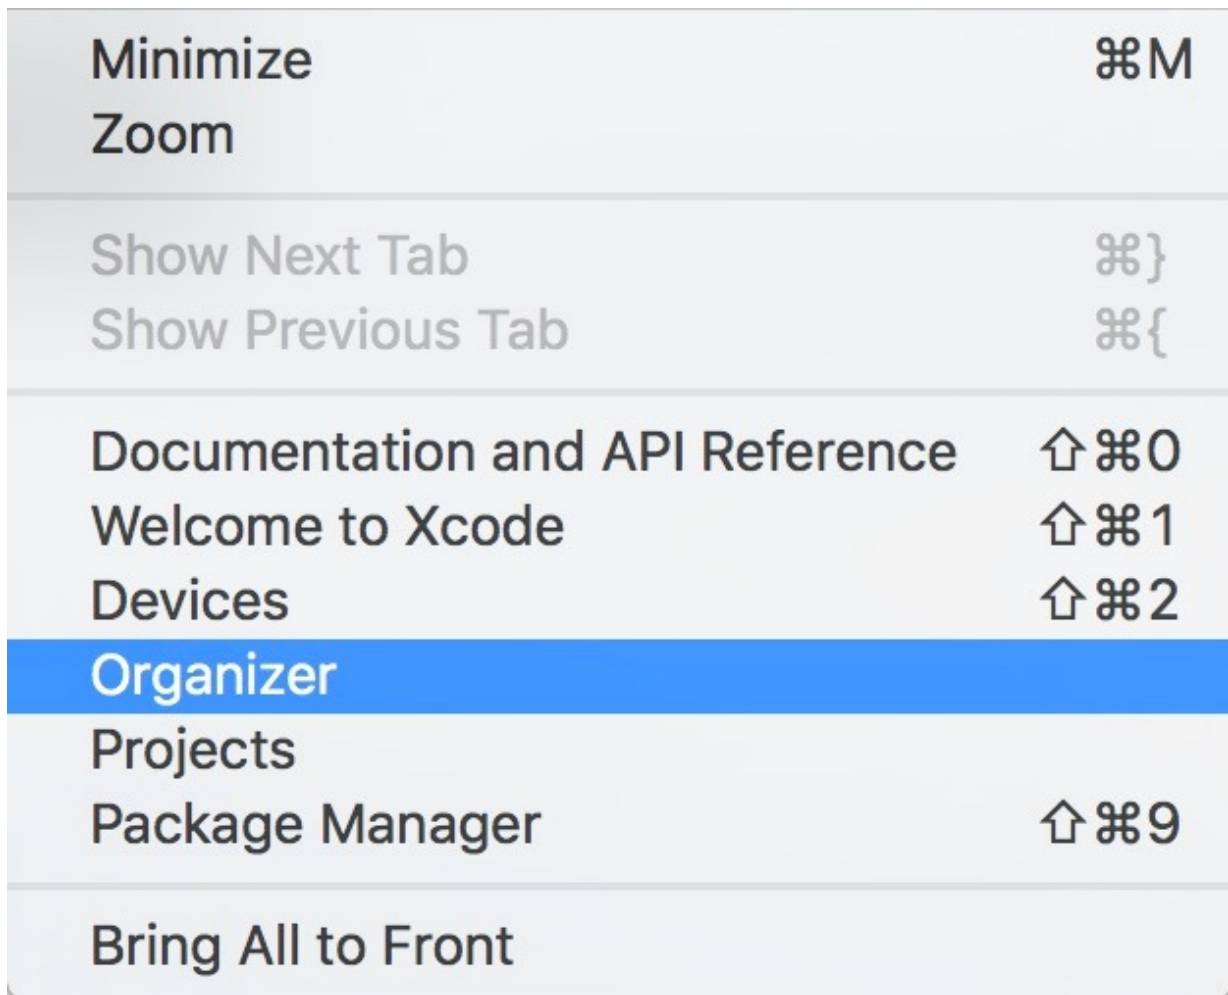 Minimize ⌘M
Zoom
Show Next Tab ⌘}
Show Previous Tab ⌘{
Documentation and API Reference ⇧⌘0
Welcome to Xcode ⇧⌘1
Devices ⇧⌘2
Organizer
Projects
Package Manager ⇧⌘9
Bring All to Front